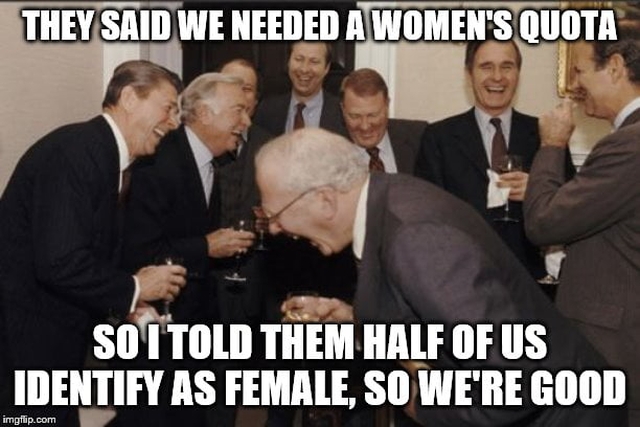 THEY SAID WE NEEDED A WOMEN'S QUOTA
SO I TOLD THEM HALF OF US
IDENTIFY AS FEMALE, SO WE'RE GOOD
imgflip.com